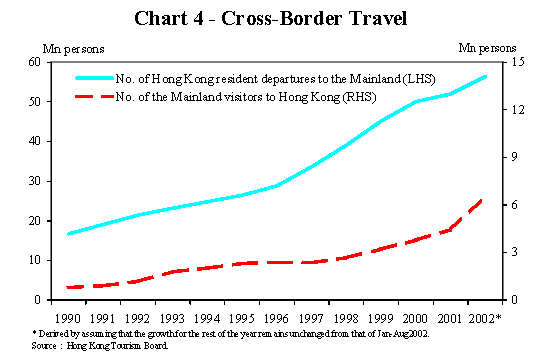 Chart 4 - Cross-Border Travel
Mn persons
Mn persons
60
50
40
30
20
10
0
15
12
9
6
3
0
No. of Hong Kong resident departures to the Mainland (LHS)
No. of the Mainland visitors to Hong Kong (RHS)
1990 1991 1992 1993 1994 1995 1996 1997 1998 1999 2000 2001 2002*
* Derived by assuming that the growth for the rest of the year remains unchanged from that of Jan-Aug 2002.
Source : Hong Kong Tourism Board.